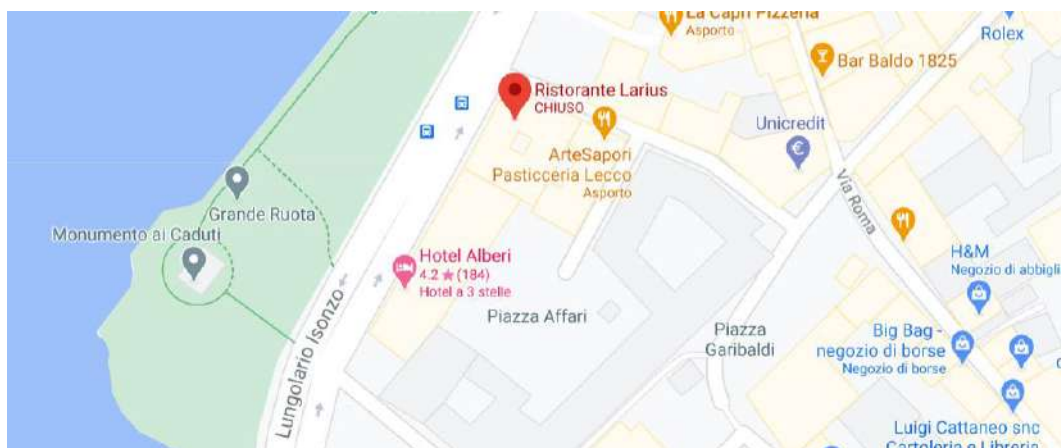 La Capri Pizzeria
Asporto
Rolex
Bar Baldo 1825
Ristorante Larius
CHIUSO
Unicredit
ArteSapori
Pasticceria Lecco
Asporto
Via Roma
Grande Ruota
Monumento ai Caduti
Hotel Alberi
4.2 ★ (184)
Hotel a 3 stelle
H&M
Negozio di abbigli
Piazza Affari
Piazza
Garibaldi
Big Bag -
negozio di borse
Negozio di borse
Lungolario Isonzo
Luigi Cattaneo snc
Cartoleria e Libreria